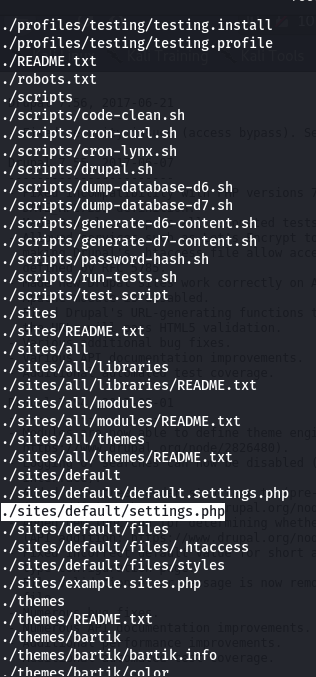 ./profiles/testing/testing.install
./profiles/testing/testing.profile
./README.txt
./robots.txt
./scripts
./scripts/code-clean.sh
./scripts/cron-curl.sh
./scripts/cron-lynx.sh
./scripts/drupal.sh
./scripts/dump-database-d6.sh
./scripts/dump-database-d7.sh
./scripts/generate-d6-content.sh
./scripts/generate-d7-content.sh
./scripts/password-hash.sh
./scripts/run-tests.sh
./scripts/test.script
./sites
./sites/README.txt
./sites/all
./sites/all/libraries
./sites/all/libraries/README.txt
./sites/all/modules
./sites/all/modules/README.txt
./sites/all/themes
./sites/all/themes/README.txt
./sites/default
./sites/default/default.settings.php
./sites/default/settings.php
./sites/default/files
./sites/default/files/.htaccess
./sites/default/files/styles
./sites/example.sites.php
./themes
./themes/README.txt
./themes/bartik
./themes/bartik/bartik.info
./themes/bartik/color